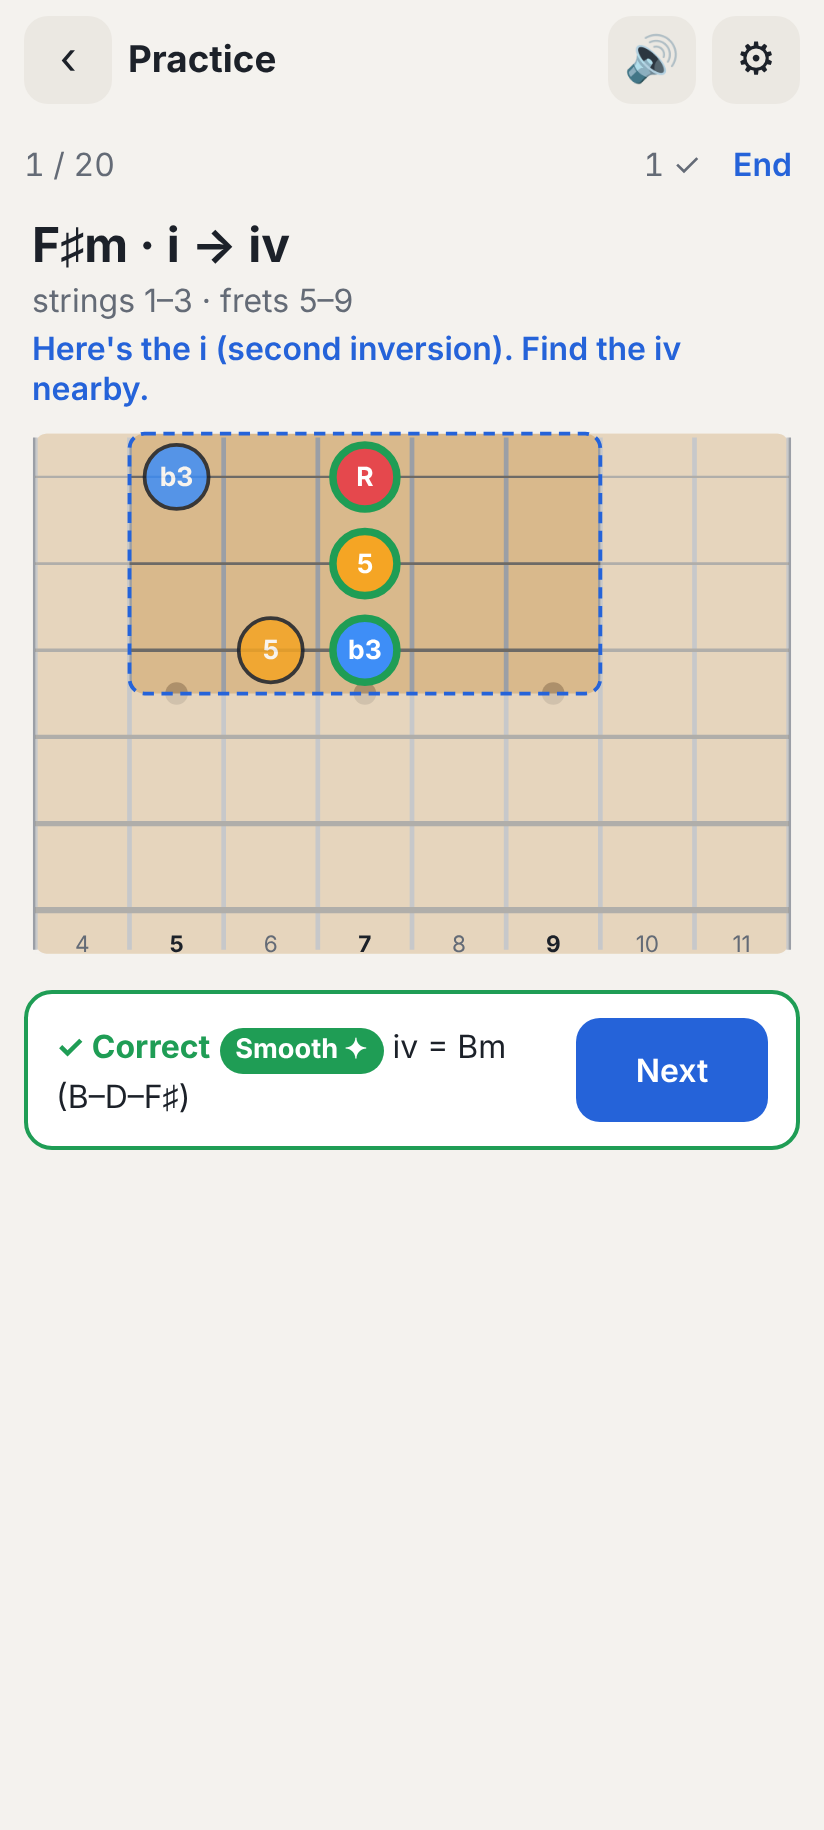 ‹ Practice
1 / 20 1 ✓ End
F♯m · i → iv
strings 1–3 · frets 5–9
Here's the i (second inversion). Find the iv
nearby.
b3 R
5
5 b3
4 5 6 7 8 9 10 11
✓ Correct Smooth ✦ iv = Bm
(B–D–F♯)
Next